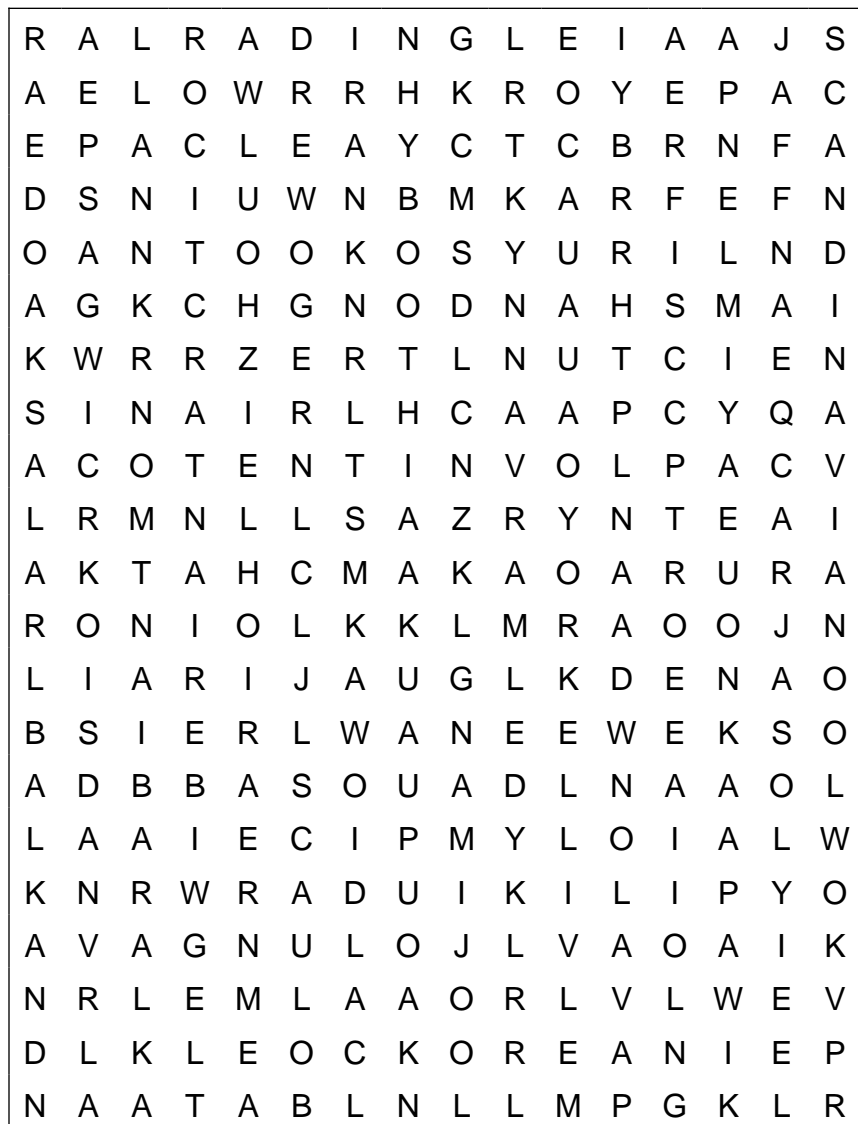 R A L R A D I N G L E I A A J S
A E L O W R R H K R O Y E P A C
E P A C L E A Y C T C B R N F A
D S N I U W N B M K A R F E F N
O A N T O O K O S Y U R I L N D
A G K C H G N O D N A H S M A I
K W R R Z E R T L N U T C I E N
S I N A I R L H C A A P C Y Q A
A C O T E N T I N V O L P A C V
L R M N L L S A Z R Y N T E A I
A K T A H C M A K A O A R U R A
R O N I O L K K L M R A O O J N
L I A R I J A U G L K D E N A O
B S I E R L W A N E E W E K S O
A D B B A S O U A D L N A A O L
L A A I E C I P M Y L O I A L W
K N R W R A D U I K I L I P Y O
A V A G N U L O J L V A O A I K
N R L E M L A A O R L V L W E V
D L K L E O C K O R E A N I E P
N A A T A B L N L L M P G K L R